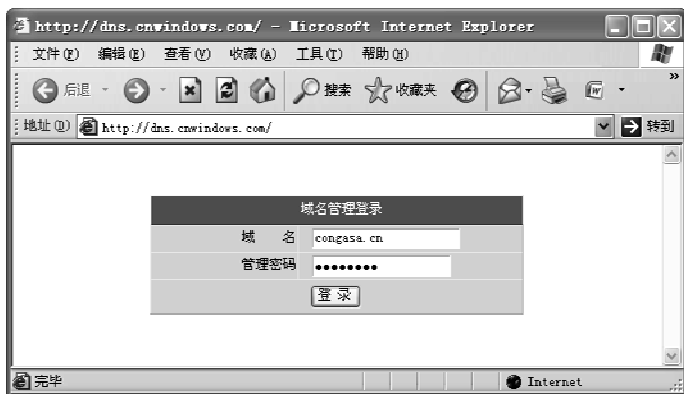 http://dns.cnwindows.com/ - Microsoft Internet Explorer
文件(F) 编辑(E) 查看(V) 收藏(A) 工具(T) 帮助(H)
后退 搜索 收藏夹 »
地址(D) http://dns.cnwindows.com/ 转到
域名管理登录
域 名 congasa.cn
管理密码 ●●●●●●●●
登 录
完毕 Internet